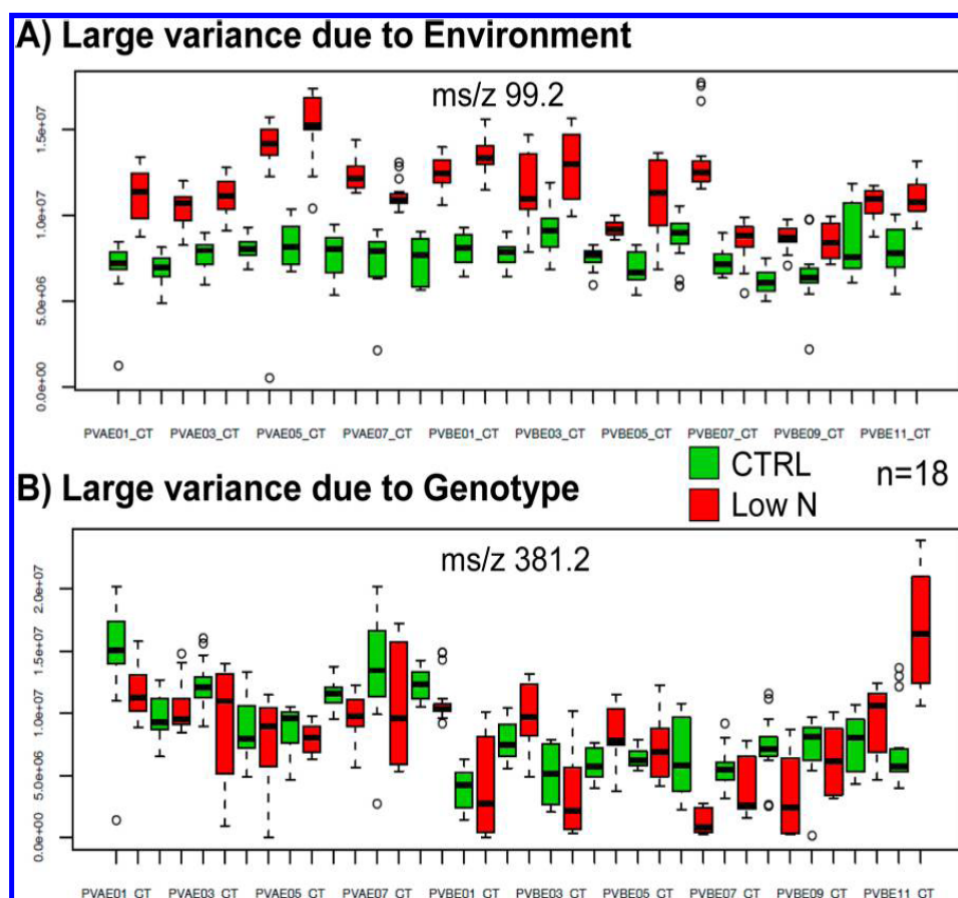 A) Large variance due to Environment
ms/z 99.2
1.5e+07
1.0e+07
5.0e+06
0.0e+00
PVAE01_CT PVAE03_CT PVAE05_CT PVAE07_CT PVBE01_CT PVBE03_CT PVBE05_CT PVBE07_CT PVBE09_CT PVBE11_CT
CTRL
Low N
n=18
B) Large variance due to Genotype
ms/z 381.2
2.0e+07
1.5e+07
1.0e+07
5.0e+06
0.0e+00
PVAE01_CT PVAE03_CT PVAE05_CT PVAE07_CT PVBE01_CT PVBE03_CT PVBE05_CT PVBE07_CT PVBE09_CT PVBE11_CT